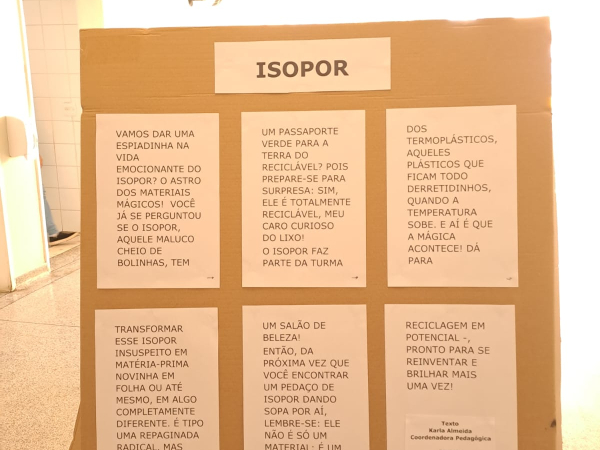 ISOPOR
VAMOS DAR UMA
ESPIADINHA NA
VIDA
EMOCIONANTE DO
ISOPOR? O ASTRO
DOS MATERIAIS
MÁGICOS! VOCÊ
JÁ SE PERGUNTOU
SE O ISOPOR,
AQUELE MALUCO
CHEIO DE
BOLINHAS, TEM
→
UM PASSAPORTE
VERDE PARA A
TERRA DO
RECICLÁVEL? POIS
PREPARE-SE PARA
SURPRESA: SIM,
ELE É TOTALMENTE
RECICLÁVEL, MEU
CARO CURIOSO
DO LIXO!
O ISOPOR FAZ
PARTE DA TURMA
→
DOS
TERMOPLÁSTICOS,
AQUELES
PLÁSTICOS QUE
FICAM TODO
DERRETIDINHOS,
QUANDO A
TEMPERATURA
SOBE. E AÍ É QUE
A MÁGICA
ACONTECE! DÁ
PARA
TRANSFORMAR
ESSE ISOPOR
INSUSPEITO EM
MATÉRIA-PRIMA
NOVINHA EM
FOLHA OU ATÉ
MESMO, EM ALGO
COMPLETAMENTE
DIFERENTE. É TIPO
UMA REPAGINADA
RADICAL, MAS
UM SALÃO DE
BELEZA!
ENTÃO, DA
PRÓXIMA VEZ QUE
VOCÊ ENCONTRAR
UM PEDAÇO DE
ISOPOR DANDO
SOPA POR AÍ,
LEMBRE-SE: ELE
NÃO É SÓ UM
MATERIAL: É UM
RECICLAGEM EM
POTENCIAL -,
PRONTO PARA SE
REINVENTAR E
BRILHAR MAIS
UMA VEZ!
Texto
Karla Almeida
Coordenadora Pedagógica